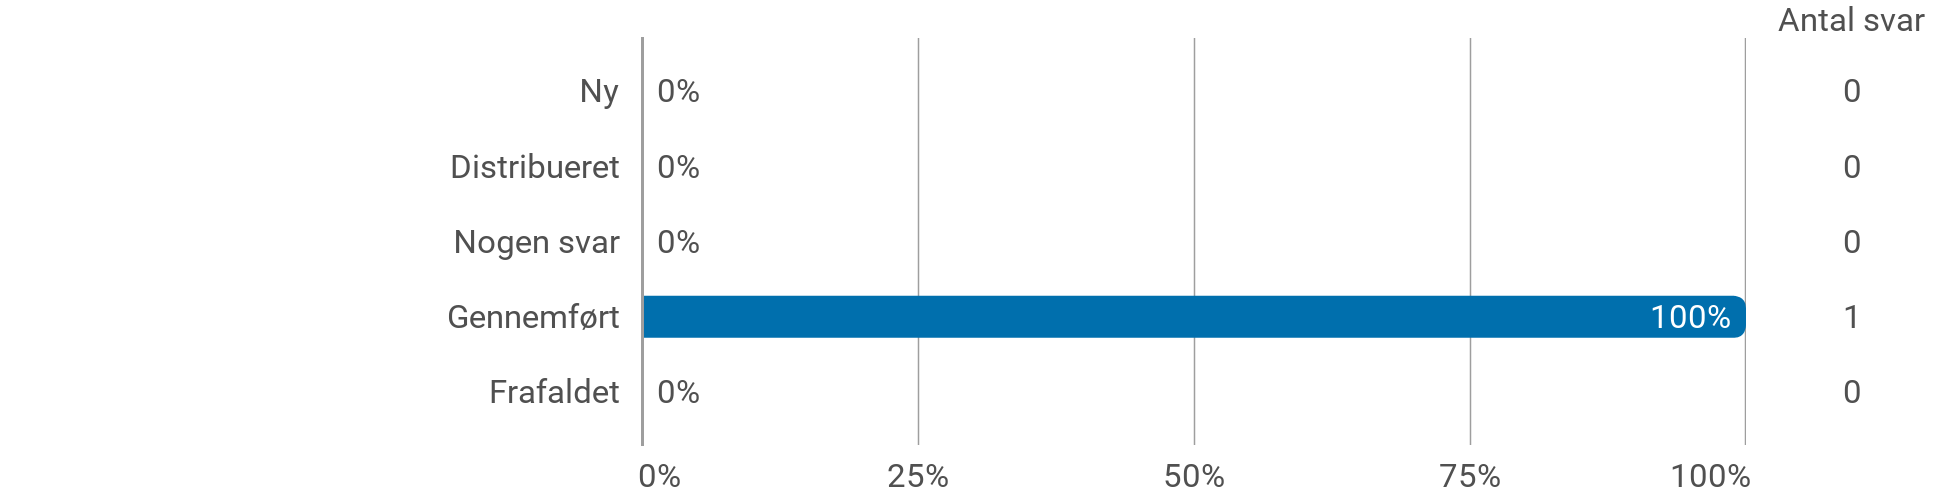 Antal svar
Ny 0% 0
Distribueret 0% 0
Nogen svar 0% 0
Gennemført 100% 1
Frafaldet 0% 0
0% 25% 50% 75% 100%